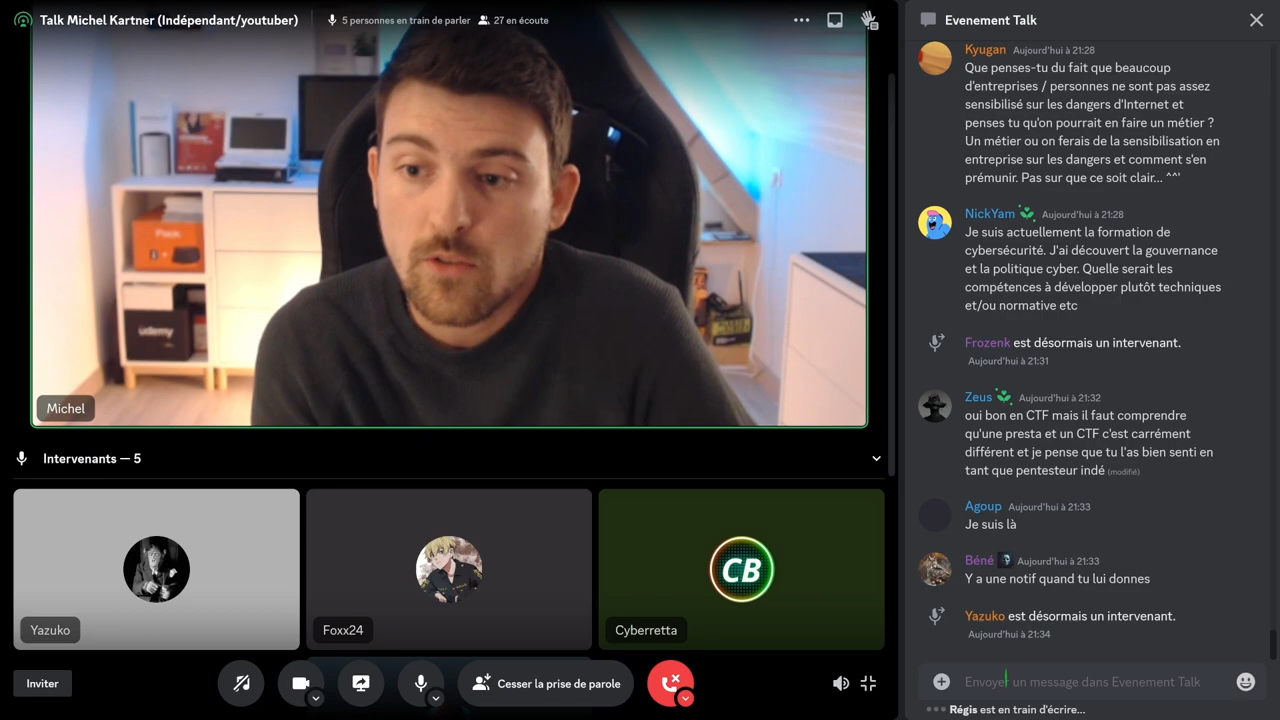 Talk Michel Kartner (Indépendant/youtuber)
5 personnes en train de parler
27 en écoute
Pack
ûdemy
Michel
Intervenants — 5
Yazuko
Foxx24
CB
Cyberretta
Inviter
Cesser la prise de parole
Evenement Talk
Kyugan Aujourd'hui à 21:28
Que penses-tu du fait que beaucoup
d'entreprises / personnes ne sont pas assez
sensibilisé sur les dangers d'Internet et
penses tu qu'on pourrait en faire un métier ?
Un métier ou on ferais de la sensibilisation en
entreprise sur les dangers et comment s'en
prémunir. Pas sur que ce soit clair... ^^'
NickYam Aujourd'hui à 21:28
Je suis actuellement la formation de
cybersécurité. J'ai découvert la gouvernance
et la politique cyber. Quelle serait les
compétences à développer plutôt techniques
et/ou normative etc
Frozenk est désormais un intervenant.
Aujourd'hui à 21:31
Zeus Aujourd'hui à 21:32
oui bon en CTF mais il faut comprendre
qu'une presta et un CTF c'est carrément
différent et je pense que tu l'as bien senti en
tant que pentesteur indé (modifié)
Agoup Aujourd'hui à 21:33
Je suis là
Béné Aujourd'hui à 21:33
Y a une notif quand tu lui donnes
Yazuko est désormais un intervenant.
Aujourd'hui à 21:34
Envoyer un message dans Evenement Talk
Régis est en train d'écrire...